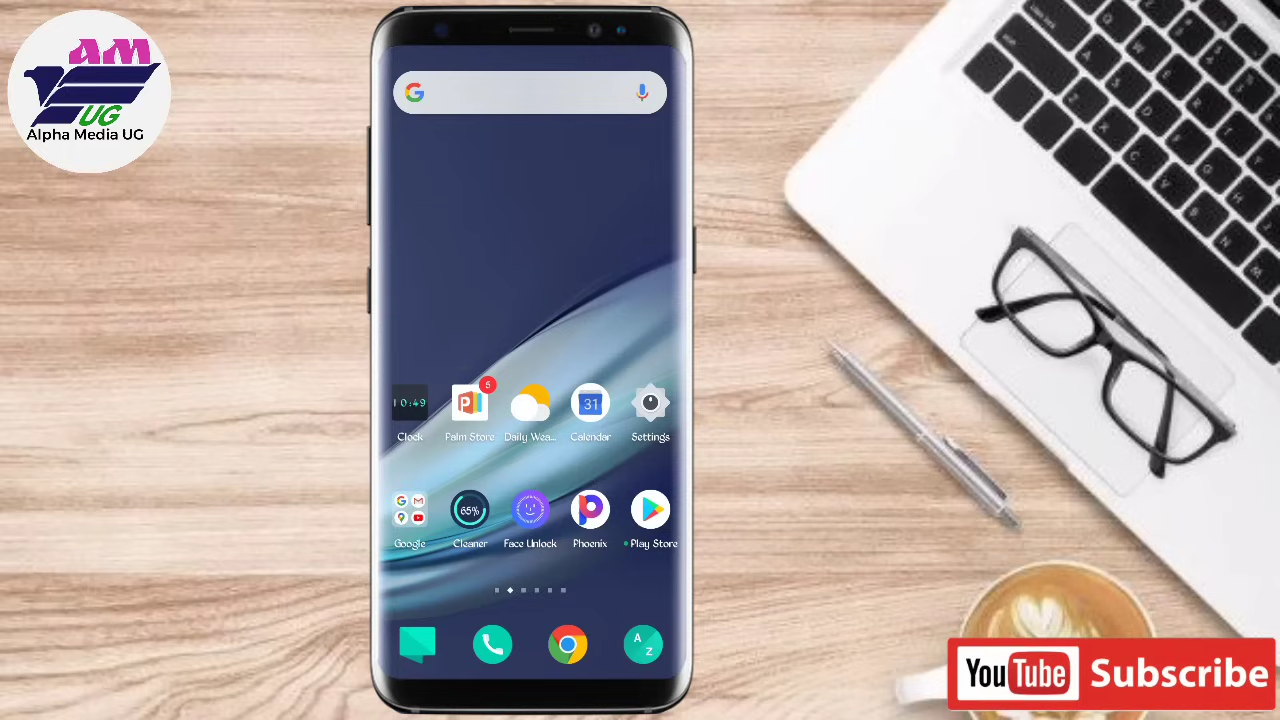 AM
UG
Alpha Media UG
10:49
5
31
Clock
Palm Store
Daily Wea...
Calendar
Settings
65%
Google
Cleaner
Face Unlock
Phoenix
Play Store
A
Z
YouTube Subscribe